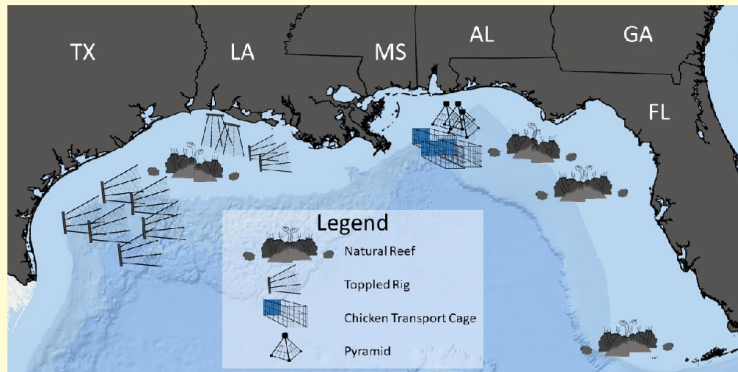 TX
LA
MS
AL
GA
FL
Legend
Natural Reef
Toppled Rig
Chicken Transport Cage
Pyramid